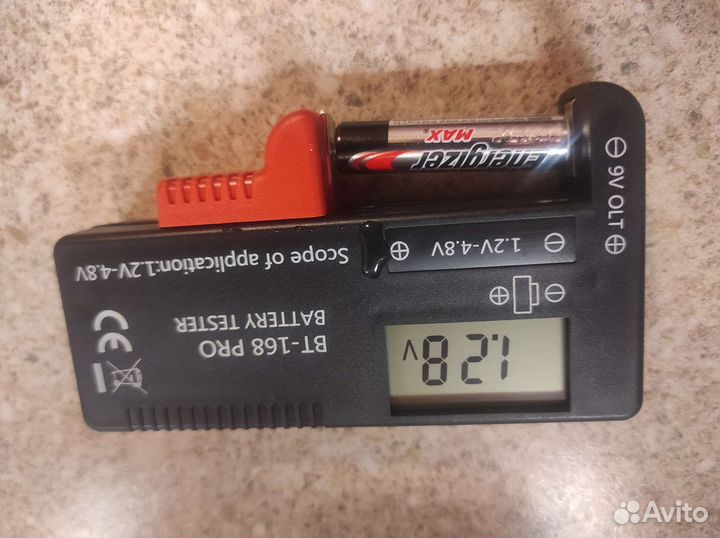 1.28 V
BT-168 PRO
BATTERY TESTER
CE
⊖ ⊕
Scope of application:1.2V-4.8V
⊖ 1.2V-4.8V ⊕
⊖ 9V OLT ⊕
Energizer
MAX
Avito